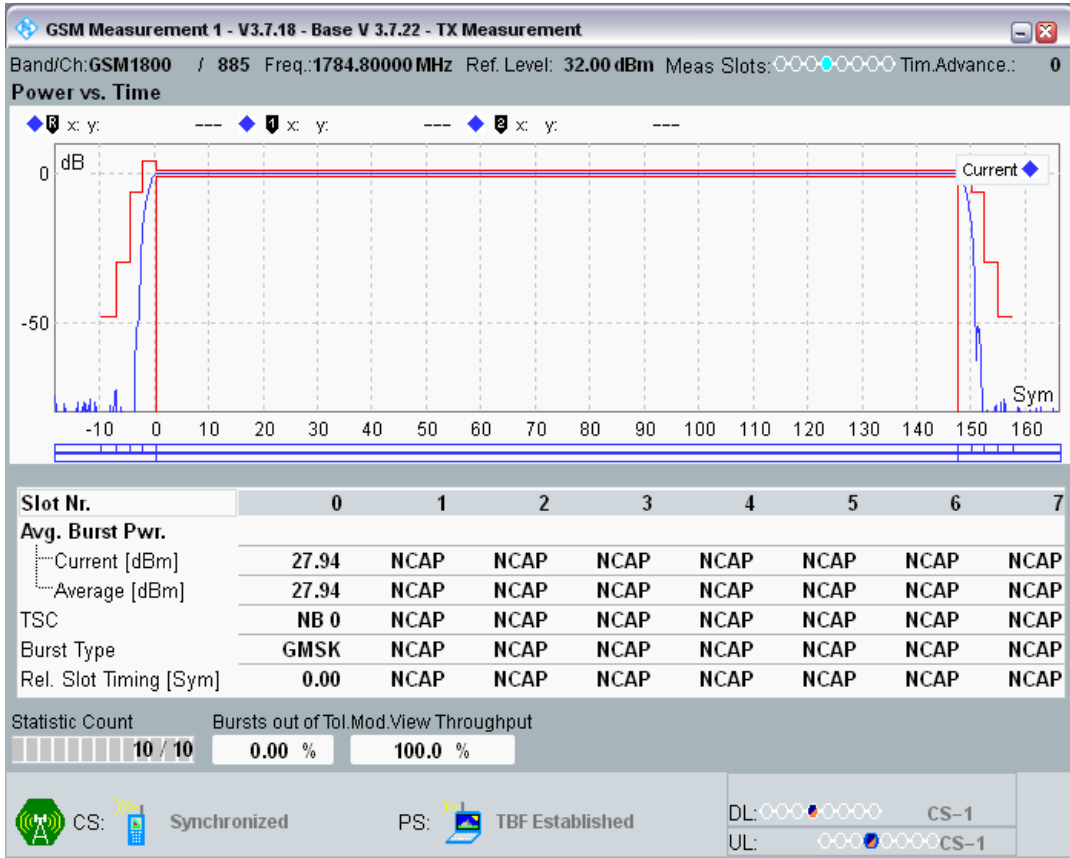 GSM Measurement 1 - V3.7.18 - Base V 3.7.22 - TX Measurement
Band/Ch:GSM1800 / 885 Freq.:1784.80000 MHz Ref. Level: 32.00 dBm Meas Slots: Tim.Advance.: 0
Power vs. Time
R x: y: --- 1 x: y: --- 2 x: y: ---
dB
0
Current
-50
Sym
-10 0 10 20 30 40 50 60 70 80 90 100 110 120 130 140 150 160
Slot Nr. 0 1 2 3 4 5 6 7
Avg. Burst Pwr.
Current [dBm] 27.94 NCAP NCAP NCAP NCAP NCAP NCAP NCAP
Average [dBm] 27.94 NCAP NCAP NCAP NCAP NCAP NCAP NCAP
TSC NB 0 NCAP NCAP NCAP NCAP NCAP NCAP NCAP
Burst Type GMSK NCAP NCAP NCAP NCAP NCAP NCAP NCAP
Rel. Slot Timing [Sym] 0.00 NCAP NCAP NCAP NCAP NCAP NCAP NCAP
Statistic Count Bursts out of Tol.Mod.View Throughput
10 / 10 0.00 % 100.0 %
CS: Synchronized PS: TBF Established DL: CS-1
UL: CS-1